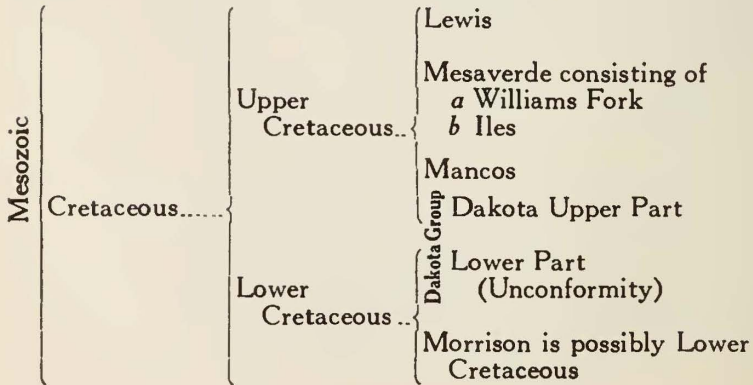 Mesozoic
Cretaceous......
Upper
Cretaceous..
Lewis
Mesaverde consisting of
a Williams Fork
b Iles
Mancos
Dakota Group
Dakota Upper Part
Lower
Cretaceous ..
Lower Part
(Unconformity)
Morrison is possibly Lower
Cretaceous